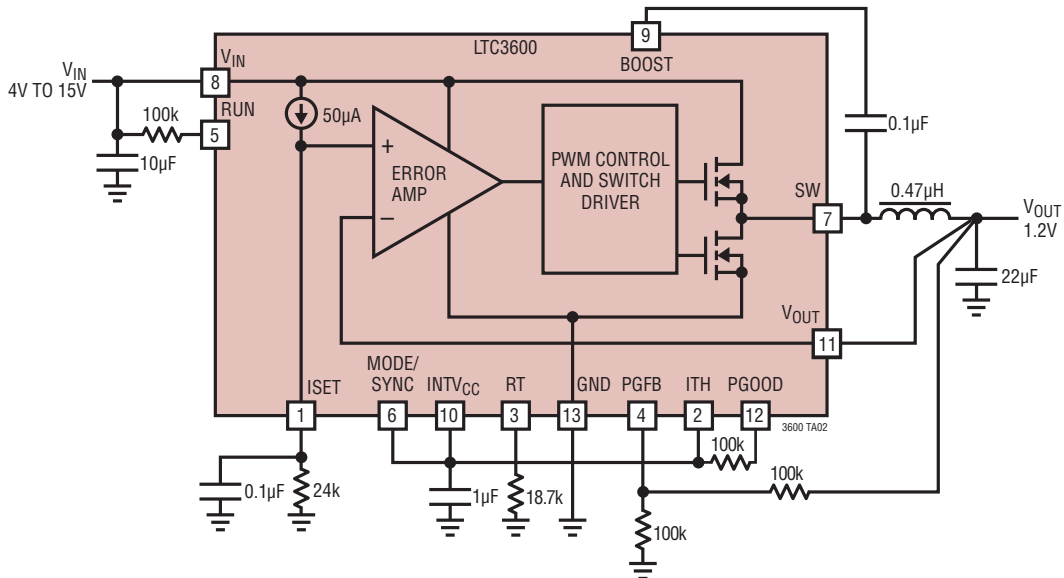 LTC3600
9
BOOST
VIN
8
VIN
4V TO 15V
RUN
5
100k
10µF
50µA
+
ERROR
AMP
−
PWM CONTROL
AND SWITCH
DRIVER
0.1µF
SW
7
0.47µH
VOUT
1.2V
22µF
VOUT
11
ISET
1
MODE/
SYNC
6
INTVCC
10
RT
3
GND
13
PGFB
4
ITH
2
PGOOD
12
3600 TA02
100k
100k
0.1µF
24k
1µF
18.7k
100k